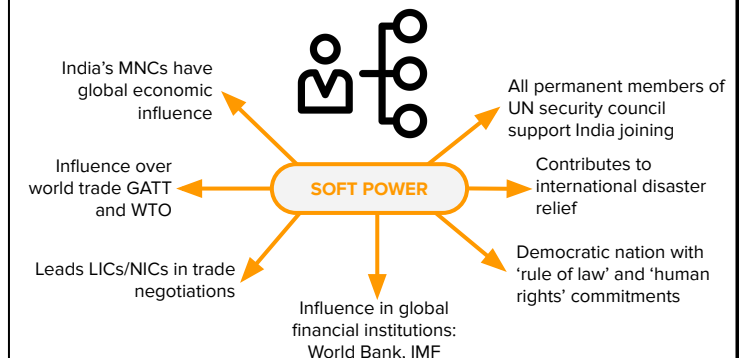 India’s MNCs have
global economic
influence
All permanent members of
UN security council
support India joining
Influence over
world trade GATT
and WTO
SOFT POWER
Contributes to
international disaster
relief
Leads LICs/NICs in trade
negotiations
Democratic nation with
‘rule of law’ and ‘human
rights’ commitments
Influence in global
financial institutions:
World Bank, IMF